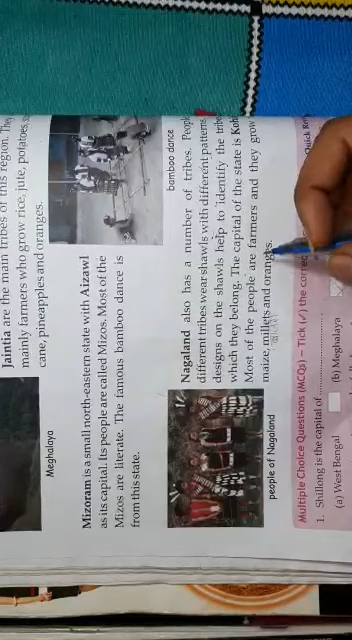 Jaintia are the main tribes of this region. They
mainly farmers who grow rice, jute, potatoes,
cane, pineapples and oranges.
Meghalaya
Mizoram is a small north-eastern state with Aizawl
as its capital. Its people are called Mizos. Most of the
Mizos are literate. The famous bamboo dance is
from this state.
bamboo dance
Nagaland also has a number of tribes. People
different tribes wear shawls with different patterns
designs on the shawls help to identify the tribe
which they belong. The capital of the state is Koh
Most of the people are farmers and they grow
maize, millets and oranges.
people of Nagaland
Multiple Choice Questions (MCQs) – Tick (✓) the correc
1. Shillong is the capital of
(a) West Bengal
(b) Meghalaya
Quick Rev